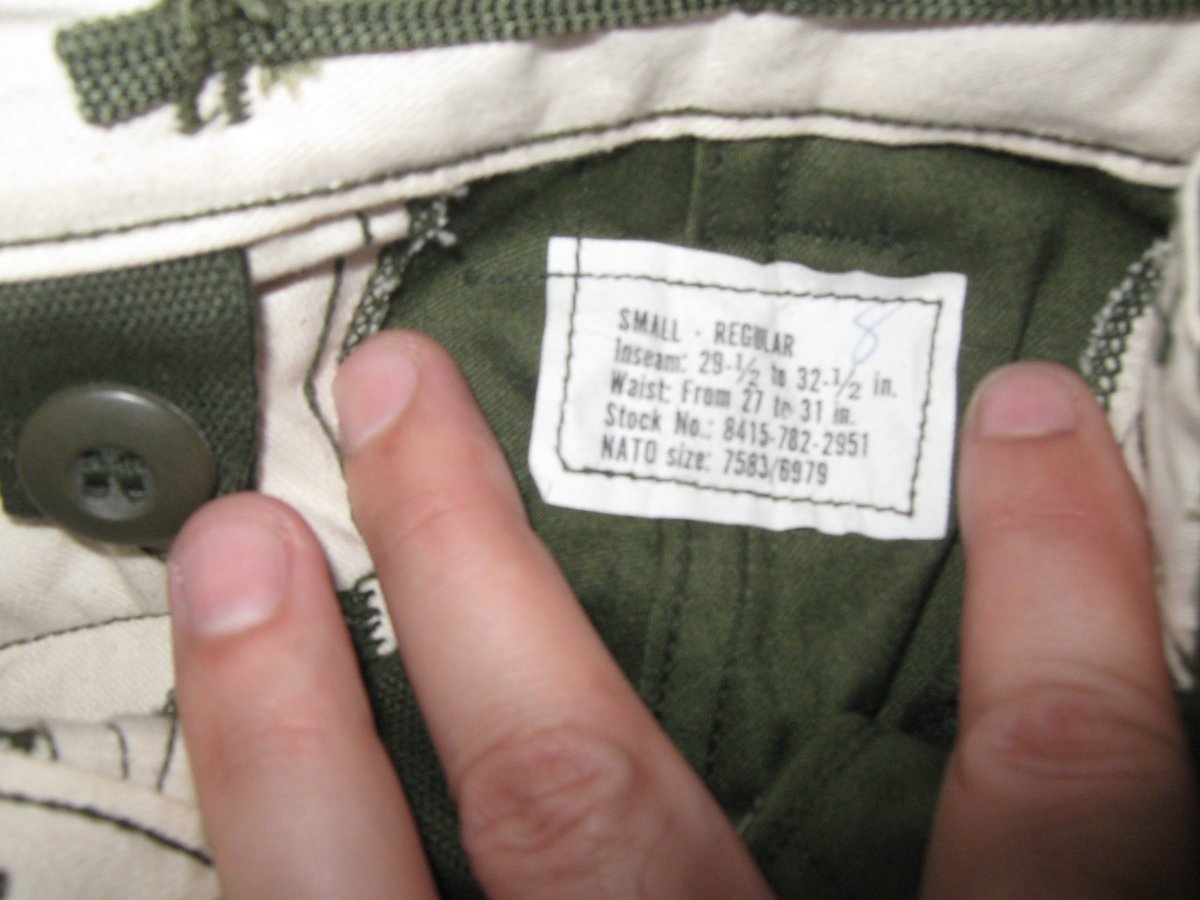 SMALL - REGULAR 8
Inseam: 29-1/2 to 32-1/2 in.
Waist: From 27 to 31 in.
Stock No.: 8415-782-2951
NATO size: 7583/6979